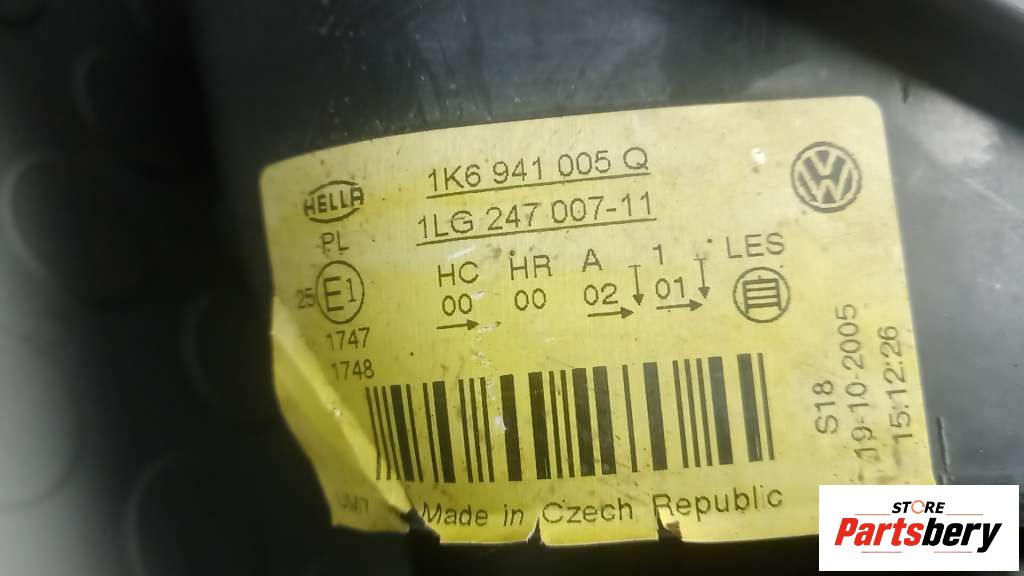 HELLA
1K6 941 005 Q
1LG 247 007-11
PL
HC HR A 1 LES
25 E1 00 00 02 01
1747
1748
S18
19-10-2005
15:12:26
Made in Czech Republic
VW
STORE
Partsbery